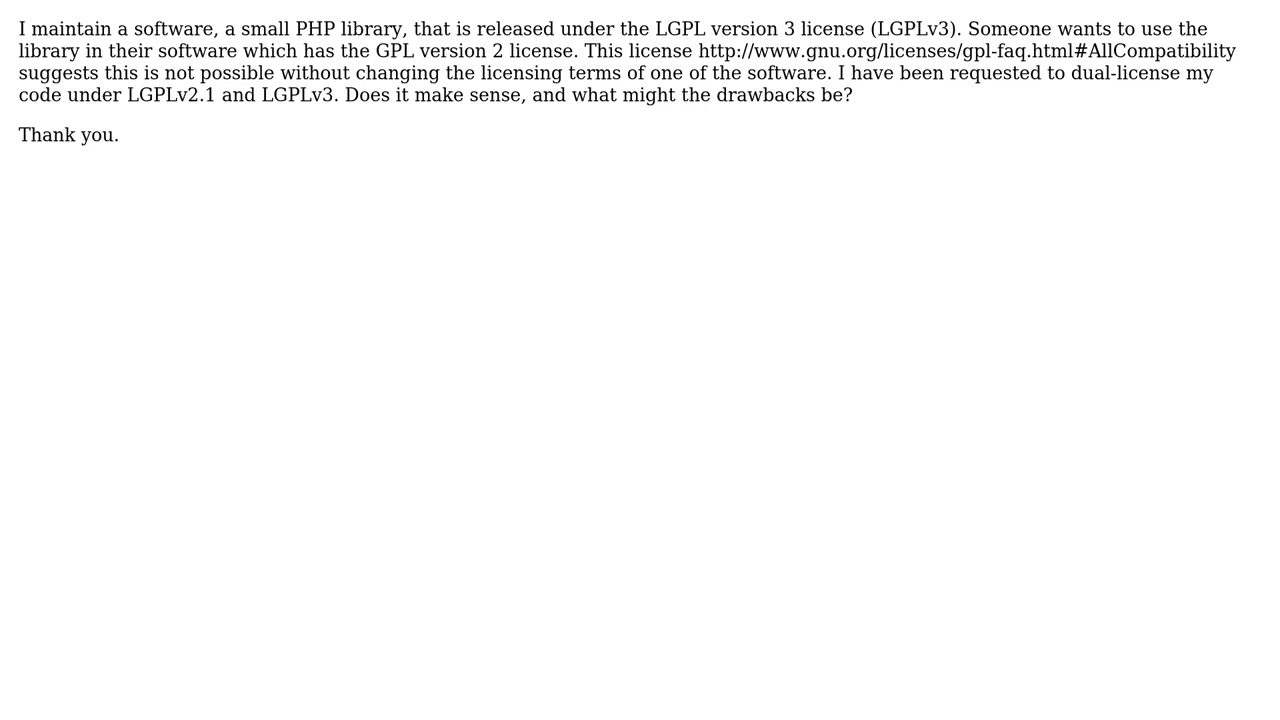 I maintain a software, a small PHP library, that is released under the LGPL version 3 license (LGPLv3). Someone wants to use the
library in their software which has the GPL version 2 license. This license http://www.gnu.org/licenses/gpl-faq.html#AllCompatibility
suggests this is not possible without changing the licensing terms of one of the software. I have been requested to dual-license my
code under LGPLv2.1 and LGPLv3. Does it make sense, and what might the drawbacks be?
Thank you.